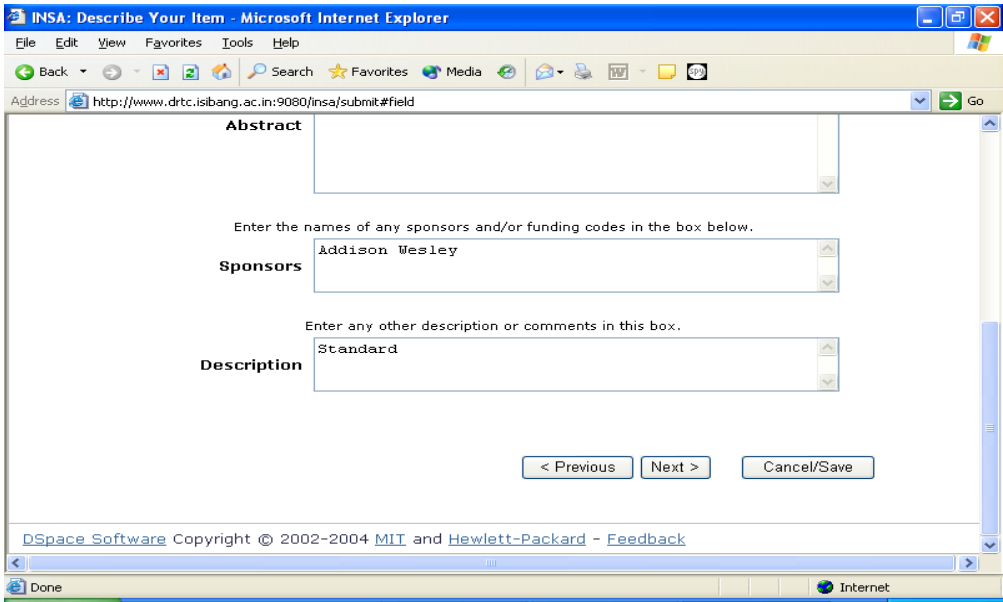 INSA: Describe Your Item - Microsoft Internet Explorer
File Edit View Favorites Tools Help
Back Search Favorites Media
Address http://www.drtc.isibang.ac.in:9080/insa/submit#field Go
Abstract
Enter the names of any sponsors and/or funding codes in the box below.
Sponsors Addison Wesley
Enter any other description or comments in this box.
Description Standard
< Previous Next > Cancel/Save
DSpace Software Copyright © 2002-2004 MIT and Hewlett-Packard - Feedback
Done Internet